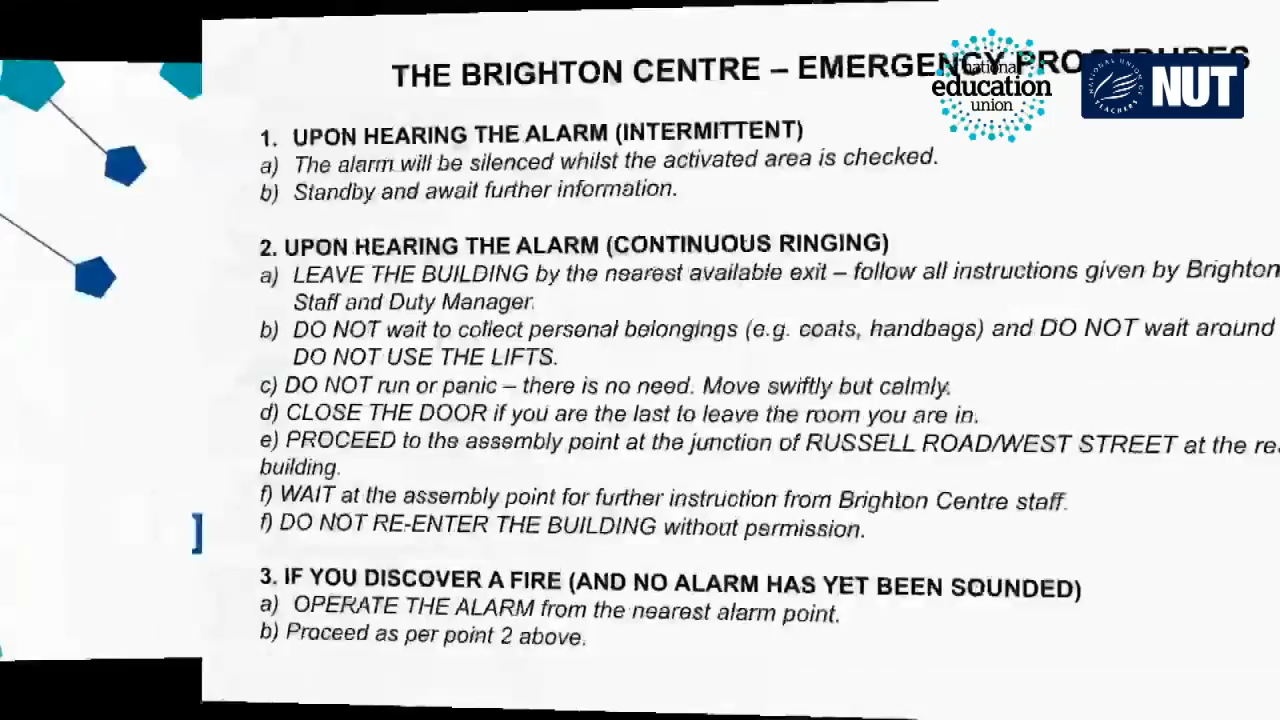 THE BRIGHTON CENTRE – EMERGENCY PROCEDURES
national
education
union
NATIONAL UNION OF TEACHERS
NUT
1. UPON HEARING THE ALARM (INTERMITTENT)
a) The alarm will be silenced whilst the activated area is checked.
b) Standby and await further information.
2. UPON HEARING THE ALARM (CONTINUOUS RINGING)
a) LEAVE THE BUILDING by the nearest available exit – follow all instructions given by Brighton
Staff and Duty Manager.
b) DO NOT wait to collect personal belongings (e.g. coats, handbags) and DO NOT wait around
DO NOT USE THE LIFTS.
c) DO NOT run or panic – there is no need. Move swiftly but calmly.
d) CLOSE THE DOOR if you are the last to leave the room you are in.
e) PROCEED to the assembly point at the junction of RUSSELL ROAD/WEST STREET at the
building.
f) WAIT at the assembly point for further instruction from Brighton Centre staff.
f) DO NOT RE-ENTER THE BUILDING without permission.
3. IF YOU DISCOVER A FIRE (AND NO ALARM HAS YET BEEN SOUNDED)
a) OPERATE THE ALARM from the nearest alarm point.
b) Proceed as per point 2 above.